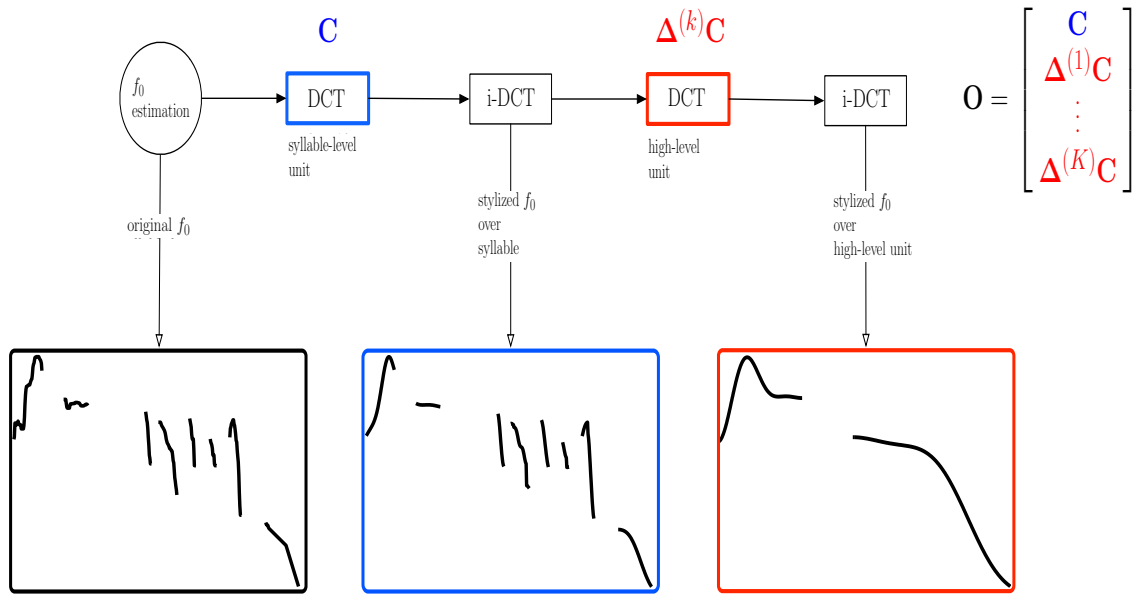 C
Δ^(k)C
f₀
estimation
DCT
i-DCT
DCT
i-DCT
O =
C
Δ^(1)C
⋮
Δ^(K)C
syllable-level
unit
high-level
unit
original f₀
stylized f₀
over
syllable
stylized f₀
over
high-level unit